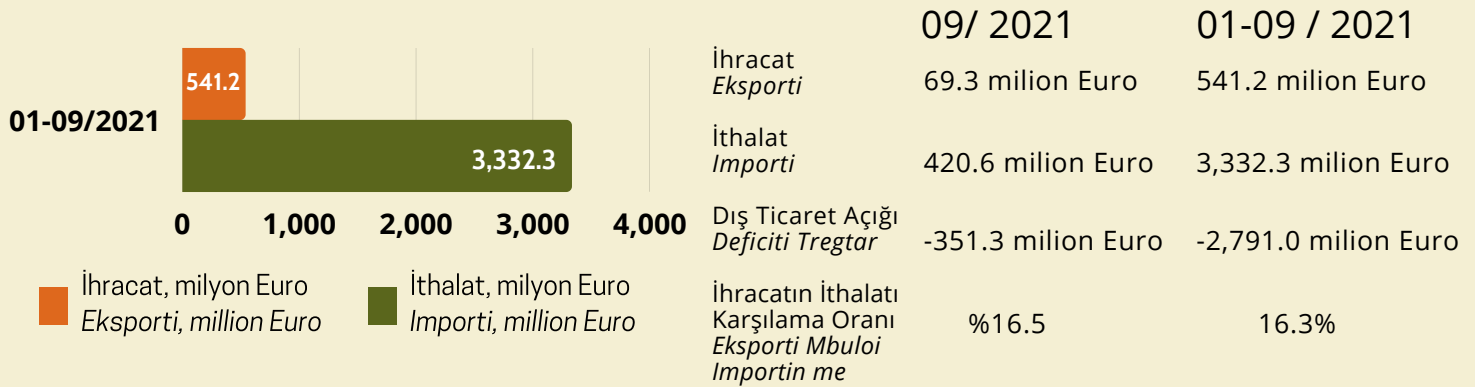 541.2
01-09/2021
3,332.3
0 1,000 2,000 3,000 4,000
İhracat, milyon Euro
Eksporti, million Euro
İthalat, milyon Euro
Importi, million Euro
09/ 2021 01-09 / 2021
İhracat
Eksporti 69.3 milion Euro 541.2 milion Euro
İthalat
Importi 420.6 milion Euro 3,332.3 milion Euro
Dış Ticaret Açığı
Deficiti Tregtar -351.3 milion Euro -2,791.0 milion Euro
İhracatın İthalatı
Karşılama Oranı %16.5 16.3%
Eksporti Mbuloi
Importin me